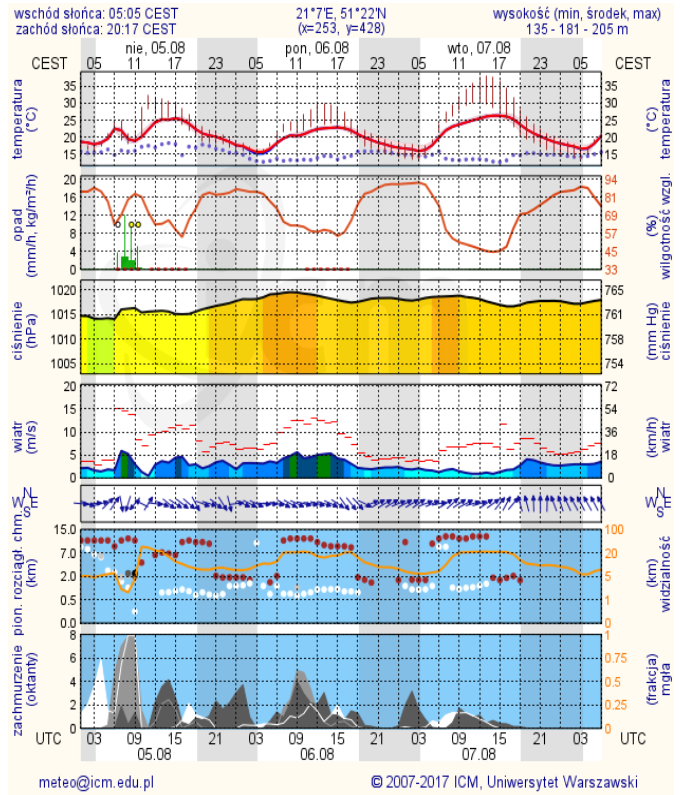 wschód słońca: 05:05 CEST 21°7'E, 51°22'N wysokość (min, środek, max)
zachód słońca: 20:17 CEST (x=253, y=428) 135 - 181 - 205 m
nie, 05.08 pon, 06.08 wto, 07.08
CEST 05 11 17 23 05 11 17 23 05 11 17 23 05 CEST
temperatura (°C)
35 30 25 20 15
35 30 25 20 15
temperatura (°C)
opad (mm/h, kg/m²/h)
20 16 12 8 4 0
94 81 69 57 45 33
(%) wilgotność wzgl.
ciśnienie (hPa)
1020 1015 1010 1005
765 761 758 754
(mm Hg) ciśnienie
wiatr (m/s)
20 15 10 5 0
72 54 36 18 0
(km/h) wiatr
W N E S
W N E S
pion. rozciągł. chm. (km)
15.0 7.0 2.0 0.5 0.0
100 20 5 1 0
(km) widzialność
zachmurzenie (oktanty)
8 6 4 2 0
1 0.75 0.5 0.25 0
(frakcja) mgła
UTC 03 09 15 21 03 09 15 21 03 09 15 21 03 UTC
05.08 06.08 07.08
meteo@icm.edu.pl © 2007-2017 ICM, Uniwersytet Warszawski